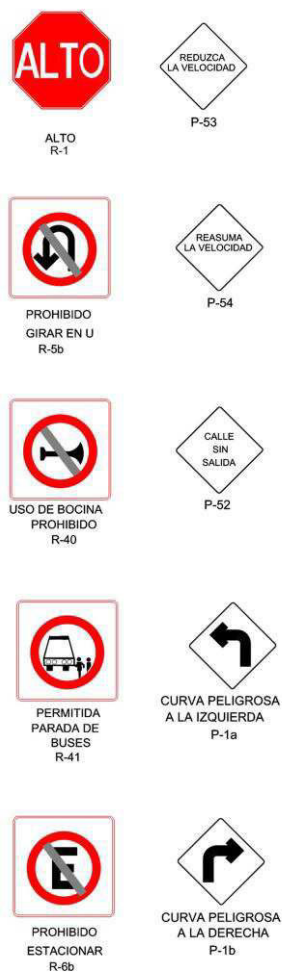 ALTO
ALTO
R-1
REDUZCA
LA VELOCIDAD
P-53
PROHIBIDO
GIRAR EN U
R-5b
REASUMA
LA VELOCIDAD
P-54
USO DE BOCINA
PROHIBIDO
R-40
CALLE
SIN
SALIDA
P-52
PERMITIDA
PARADA DE
BUSES
R-41
CURVA PELIGROSA
A LA IZQUIERDA
P-1a
E
PROHIBIDO
ESTACIONAR
R-6b
CURVA PELIGROSA
A LA DERECHA
P-1b